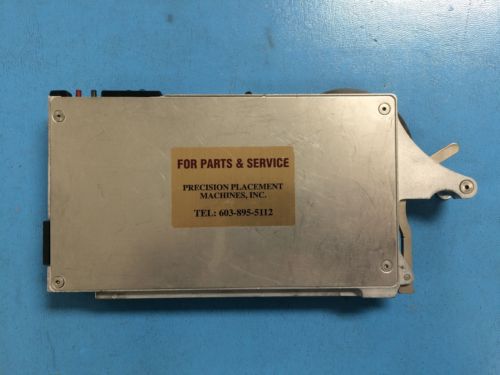 FOR PARTS & SERVICE
PRECISION PLACEMENT
MACHINES, INC.
TEL: 603-895-5112